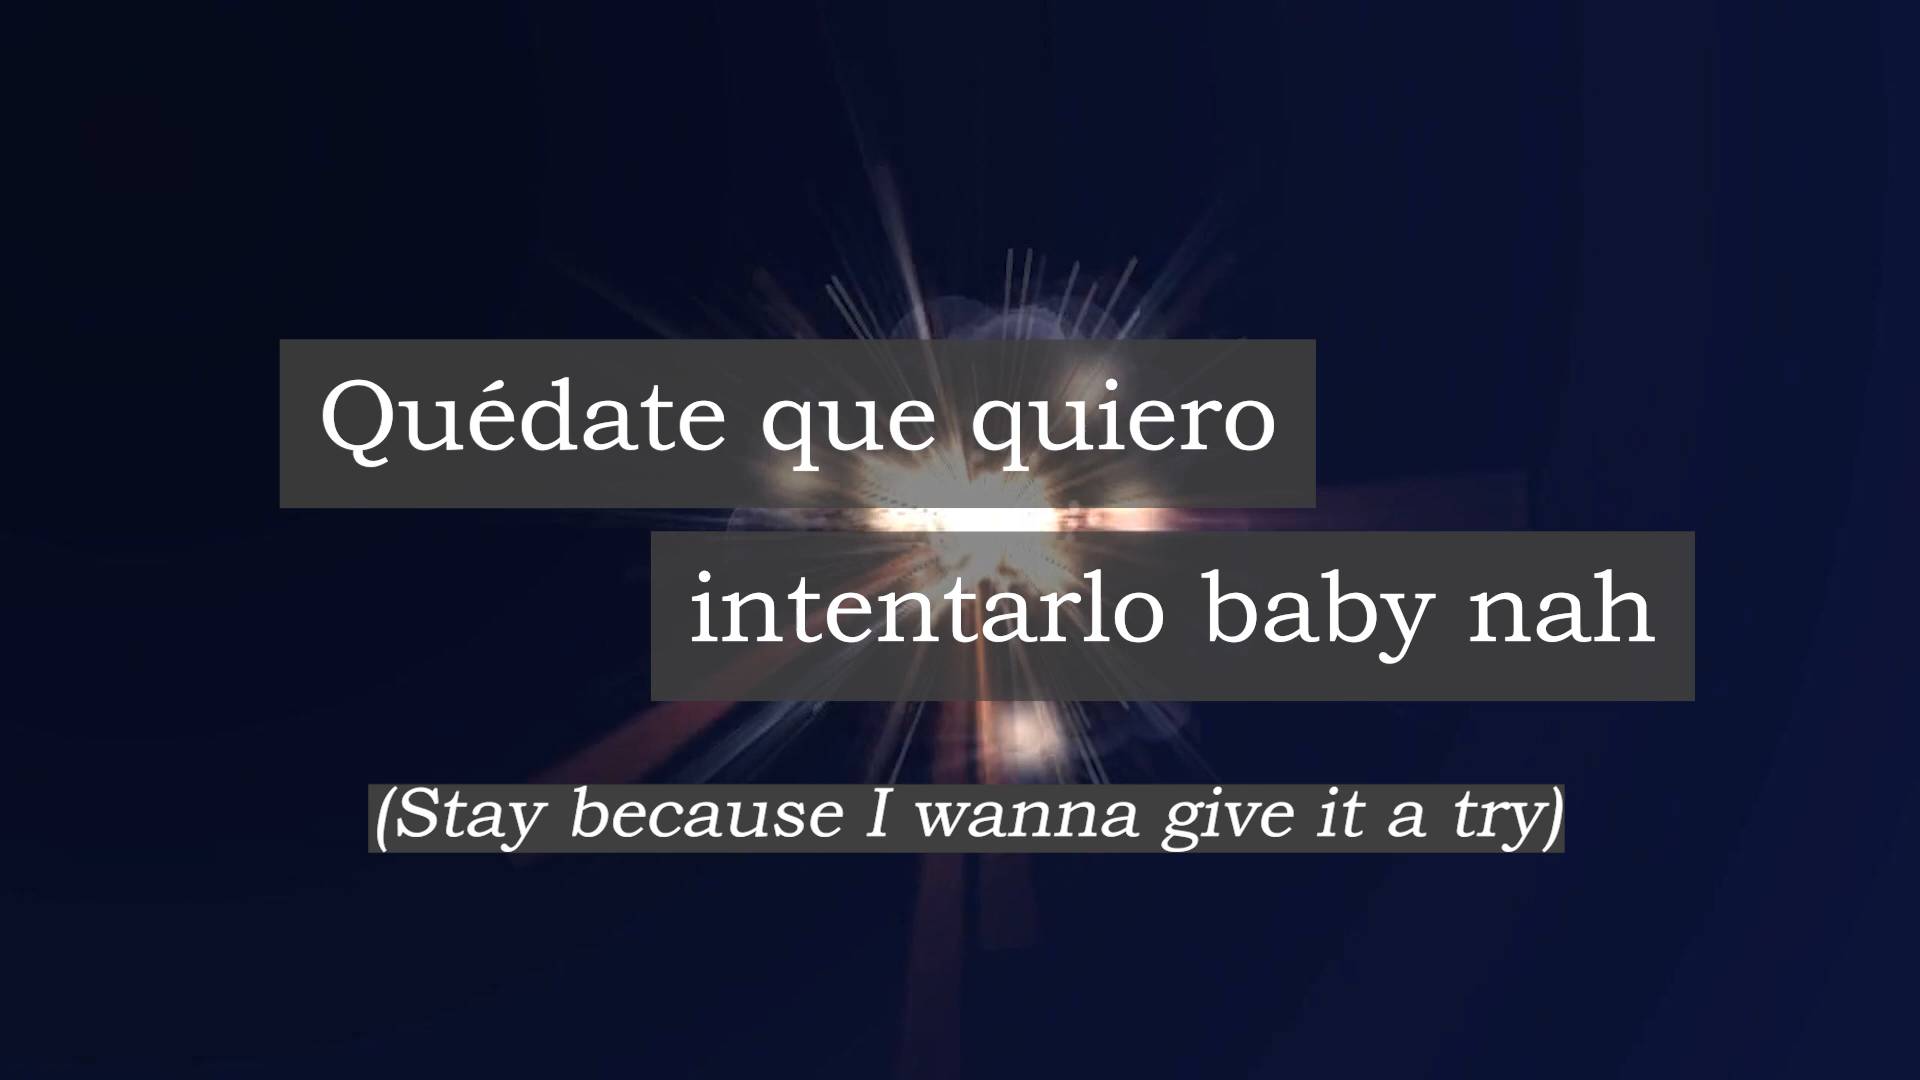 Quédate que quiero
intentarlo baby nah
(Stay because I wanna give it a try)